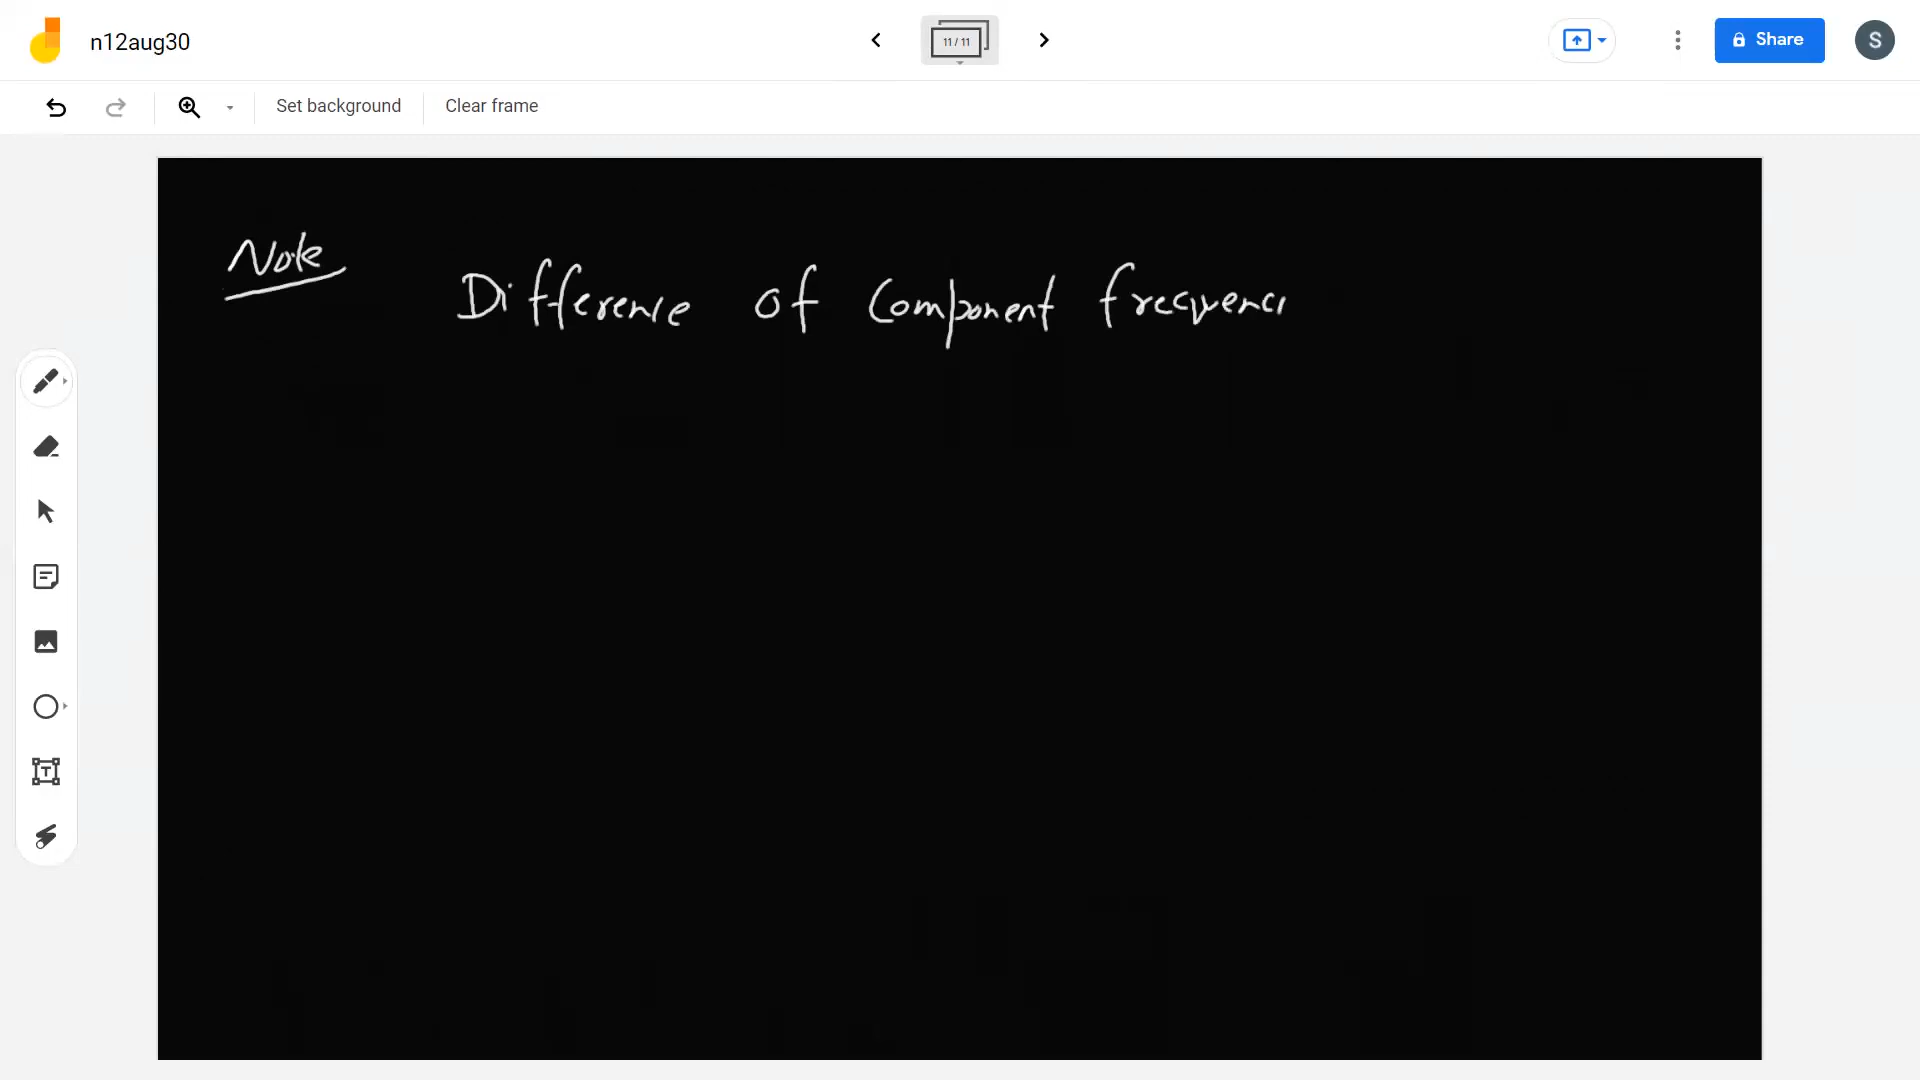 n12aug30
11 / 11
Share
S
Set background
Clear frame
Note
Difference of Component frequenci